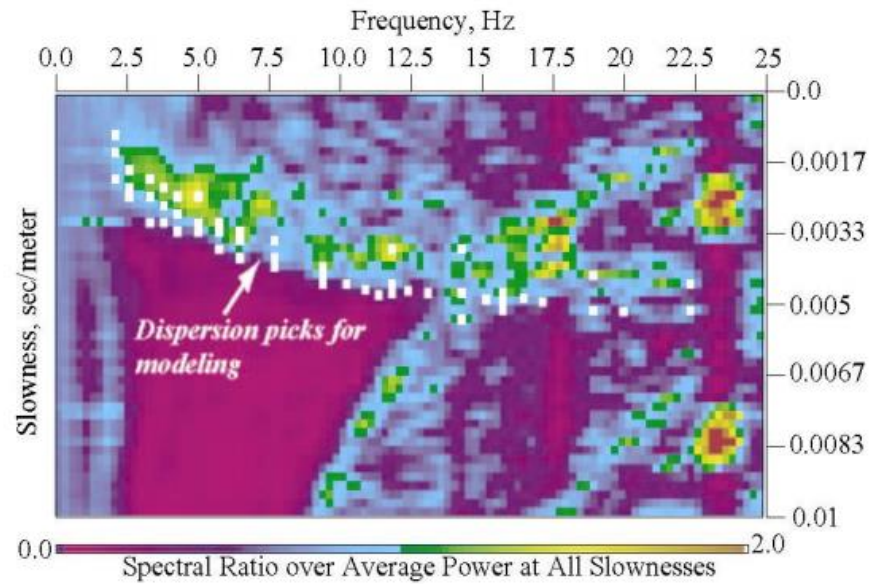 Frequency, Hz
0.0 2.5 5.0 7.5 10.0 12.5 15 17.5 20 22.5 25
0.0
0.0017
0.0033
0.005
0.0067
0.0083
0.01
Slowness, sec/meter
Dispersion picks for
modeling
0.0 2.0
Spectral Ratio over Average Power at All Slownesses